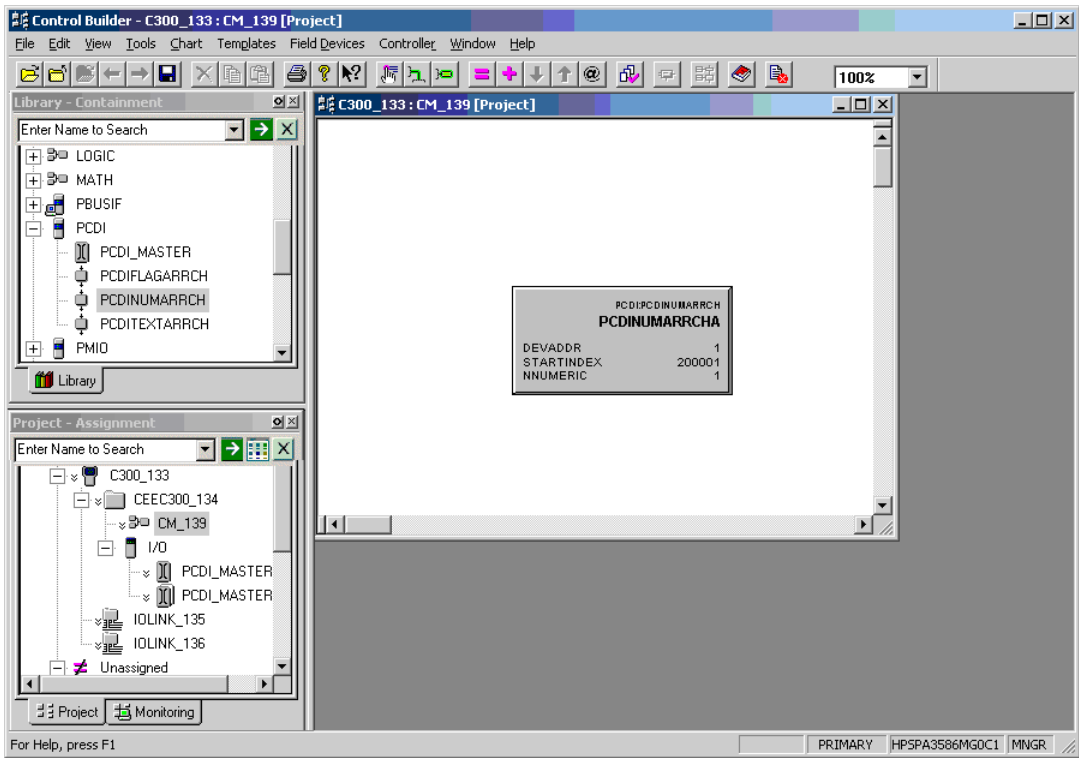 Control Builder - C300_133 : CM_139 [Project]
File Edit View Tools Chart Templates Field Devices Controller Window Help
100%
Library - Containment
Enter Name to Search
LOGIC
MATH
PBUSIF
PCDI
PCDI_MASTER
PCDIFLAGARRCH
PCDINUMARRCH
PCDITEXTARRCH
PMIO
Library
Project - Assignment
Enter Name to Search
C300_133
CEEC300_134
CM_139
I/O
PCDI_MASTER
PCDI_MASTER
IOLINK_135
IOLINK_136
Unassigned
Project Monitoring
C300_133 : CM_139 [Project]
PCDI:PCDINUMARRCH
PCDINUMARRCHA
DEVADDR 1
STARTINDEX 200001
NNUMERIC 1
For Help, press F1
PRIMARY HPSPA3586MG0C1 MNGR